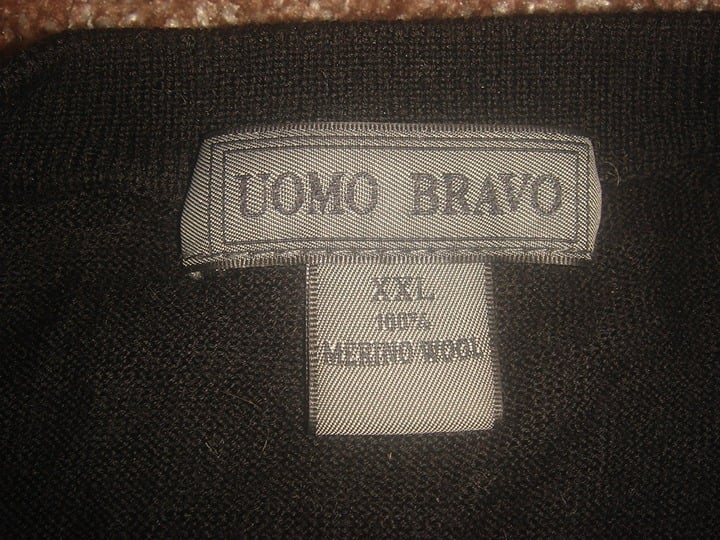 UOMO BRAVO
XXL
100%
MERINO WOOL